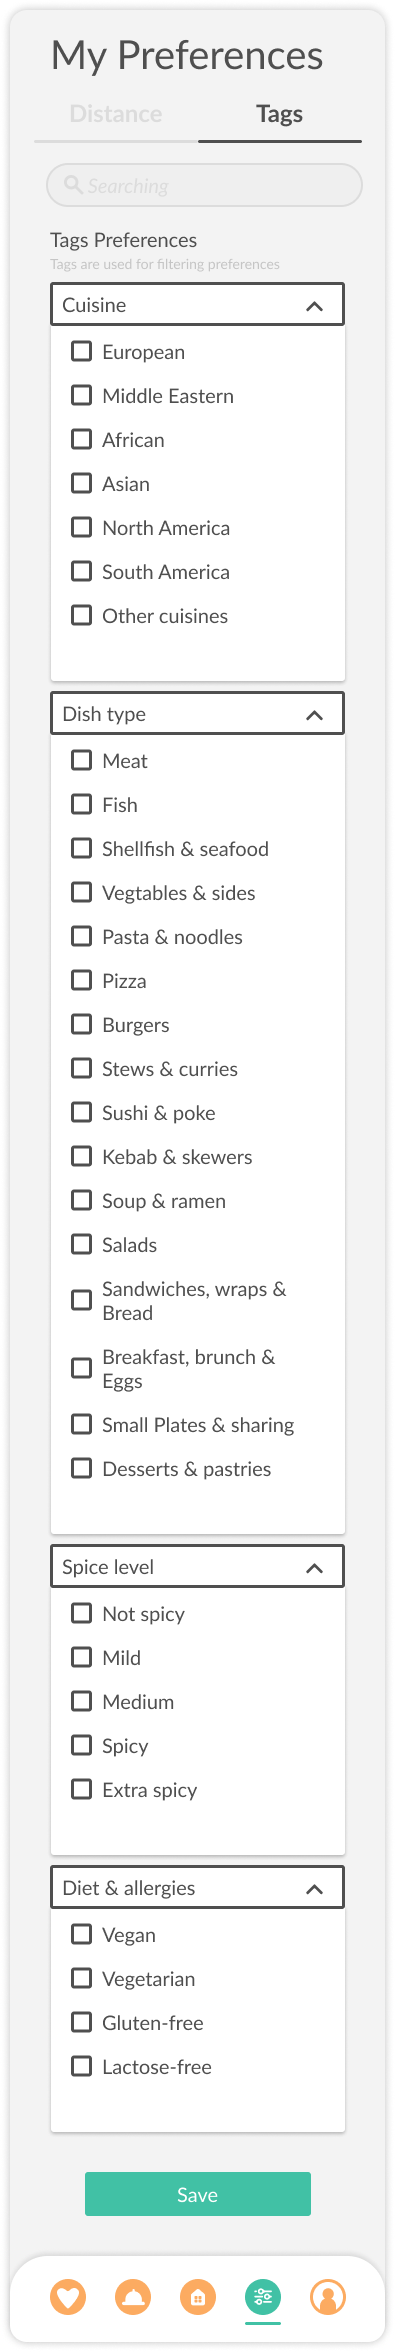 My Preferences
Distance
Tags
Searching
Tags Preferences
Tags are used for filtering preferences
Cuisine
European
Middle Eastern
African
Asian
North America
South America
Other cuisines
Dish type
Meat
Fish
Shellfish & seafood
Vegtables & sides
Pasta & noodles
Pizza
Burgers
Stews & curries
Sushi & poke
Kebab & skewers
Soup & ramen
Salads
Sandwiches, wraps &
Bread
Breakfast, brunch &
Eggs
Small Plates & sharing
Desserts & pastries
Spice level
Not spicy
Mild
Medium
Spicy
Extra spicy
Diet & allergies
Vegan
Vegetarian
Gluten-free
Lactose-free
Save